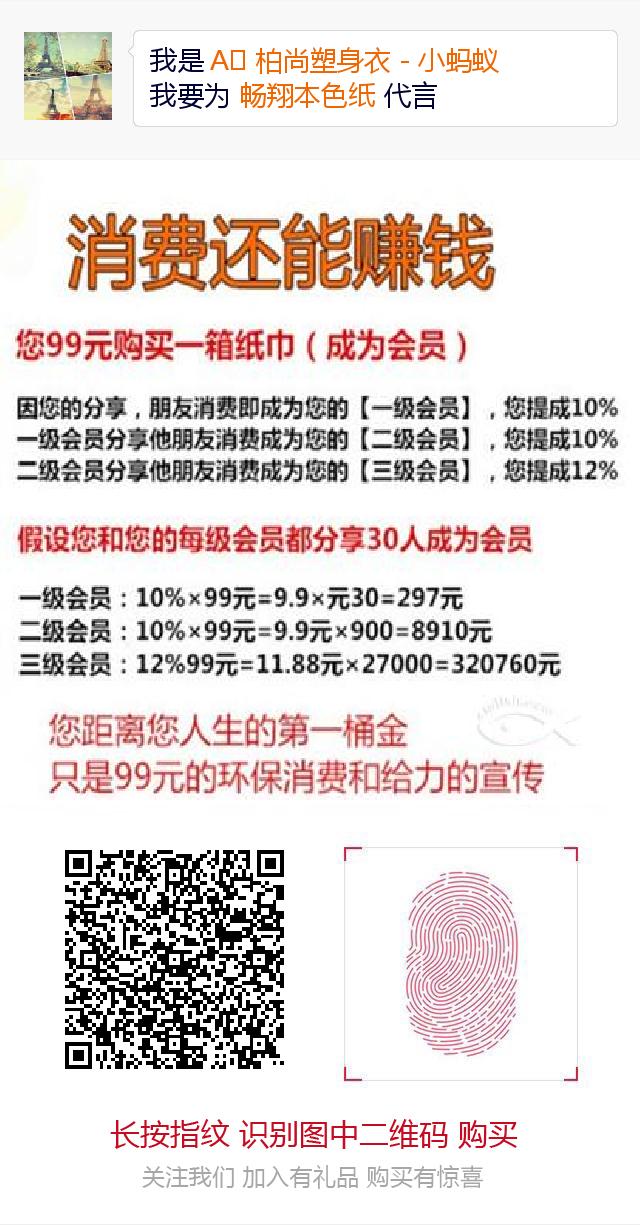 我是 A 柏尚塑身衣 - 小蚂蚁
我要为 畅翔本色纸 代言
消费还能赚钱
您99元购买一箱纸巾（成为会员）
因您的分享，朋友消费即成为您的【一级会员】，您提成10%
一级会员分享他朋友消费成为您的【二级会员】，您提成10%
二级会员分享他朋友消费成为您的【三级会员】，您提成12%
假设您和您的每级会员都分享30人成为会员
一级会员：10%×99元=9.9×元30=297元
二级会员：10%×99元=9.9元×900=8910元
三级会员：12%99元=11.88元×27000=320760元
您距离您人生的第一桶金
只是99元的环保消费和给力的宣传
长按指纹 识别图中二维码 购买
关注我们 加入有礼品 购买有惊喜